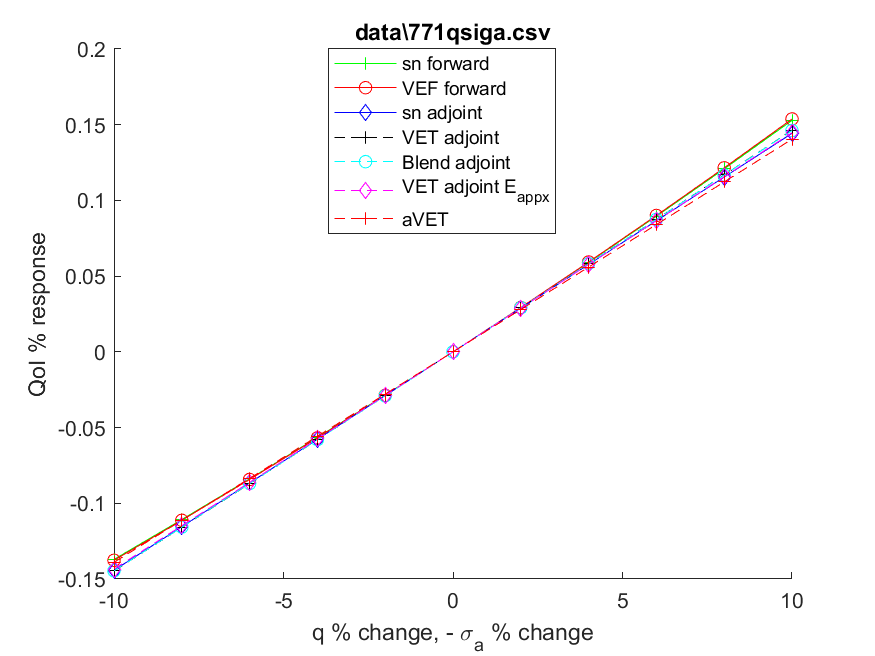 data\771qsiga.csv
sn forward
VEF forward
sn adjoint
VET adjoint
Blend adjoint
VET adjoint E_appx
aVET
QoI % response
0.2
0.15
0.1
0.05
0
-0.05
-0.1
-0.15
-10 -5 0 5 10
q % change, - σ_a % change